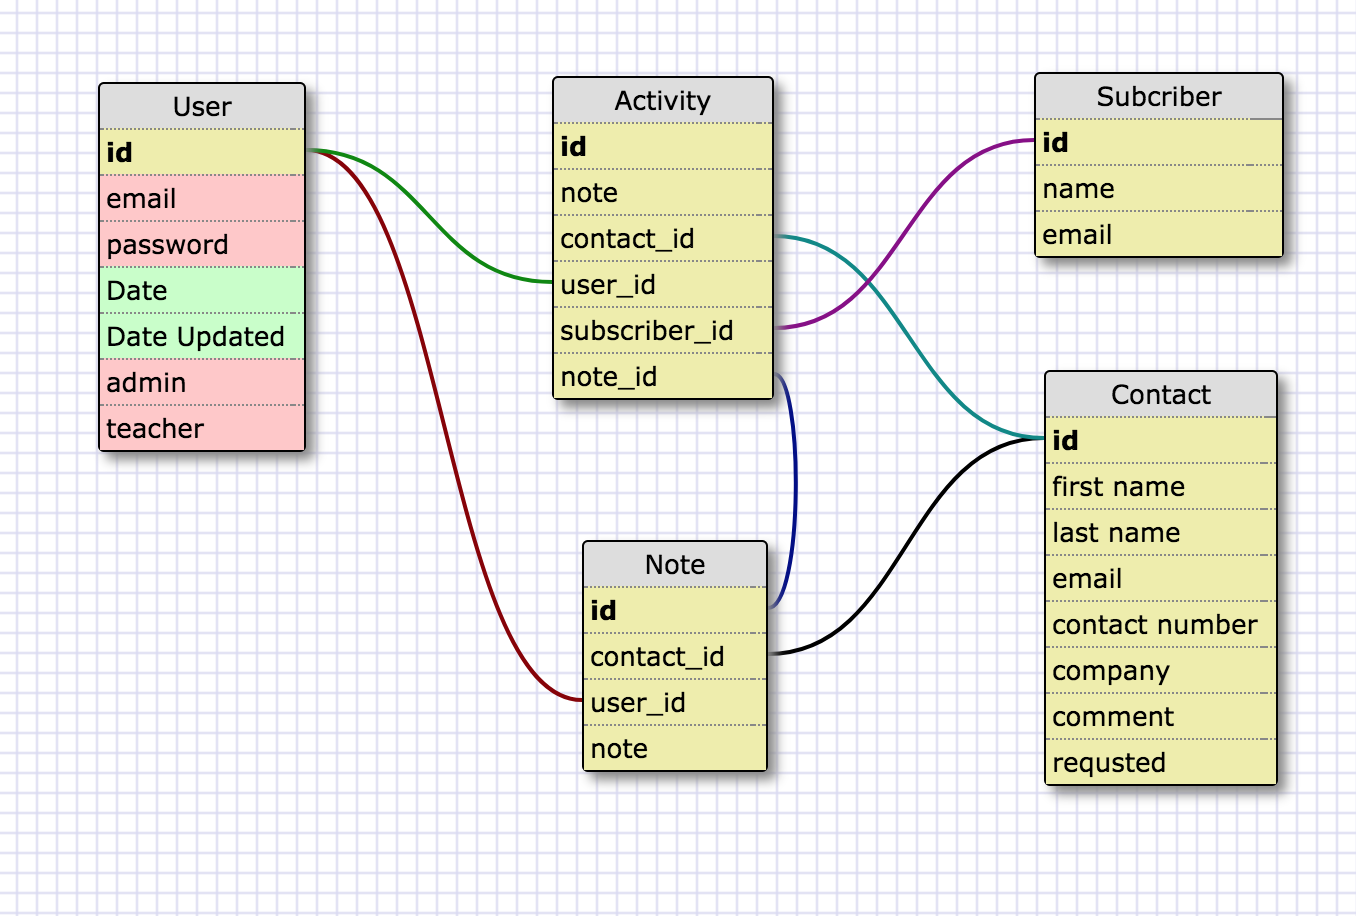 User
id
email
password
Date
Date Updated
admin
teacher
Activity
id
note
contact_id
user_id
subscriber_id
note_id
Subcriber
id
name
email
Note
id
contact_id
user_id
note
Contact
id
first name
last name
email
contact number
company
comment
requsted